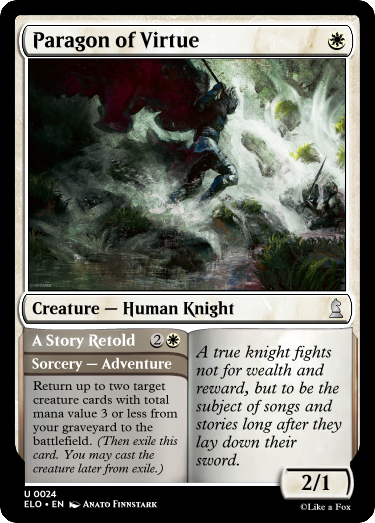 Paragon of Virtue
Creature — Human Knight
A Story Retold 2
Sorcery — Adventure
Return up to two target
creature cards with total
mana value 3 or less from
your graveyard to the
battlefield. (Then exile this
card. You may cast the
creature later from exile.)
A true knight fights
not for wealth and
reward, but to be the
subject of songs and
stories long after they
lay down their
sword.
2/1
U 0024
ELO • EN Anato Finnstark
©Like a Fox